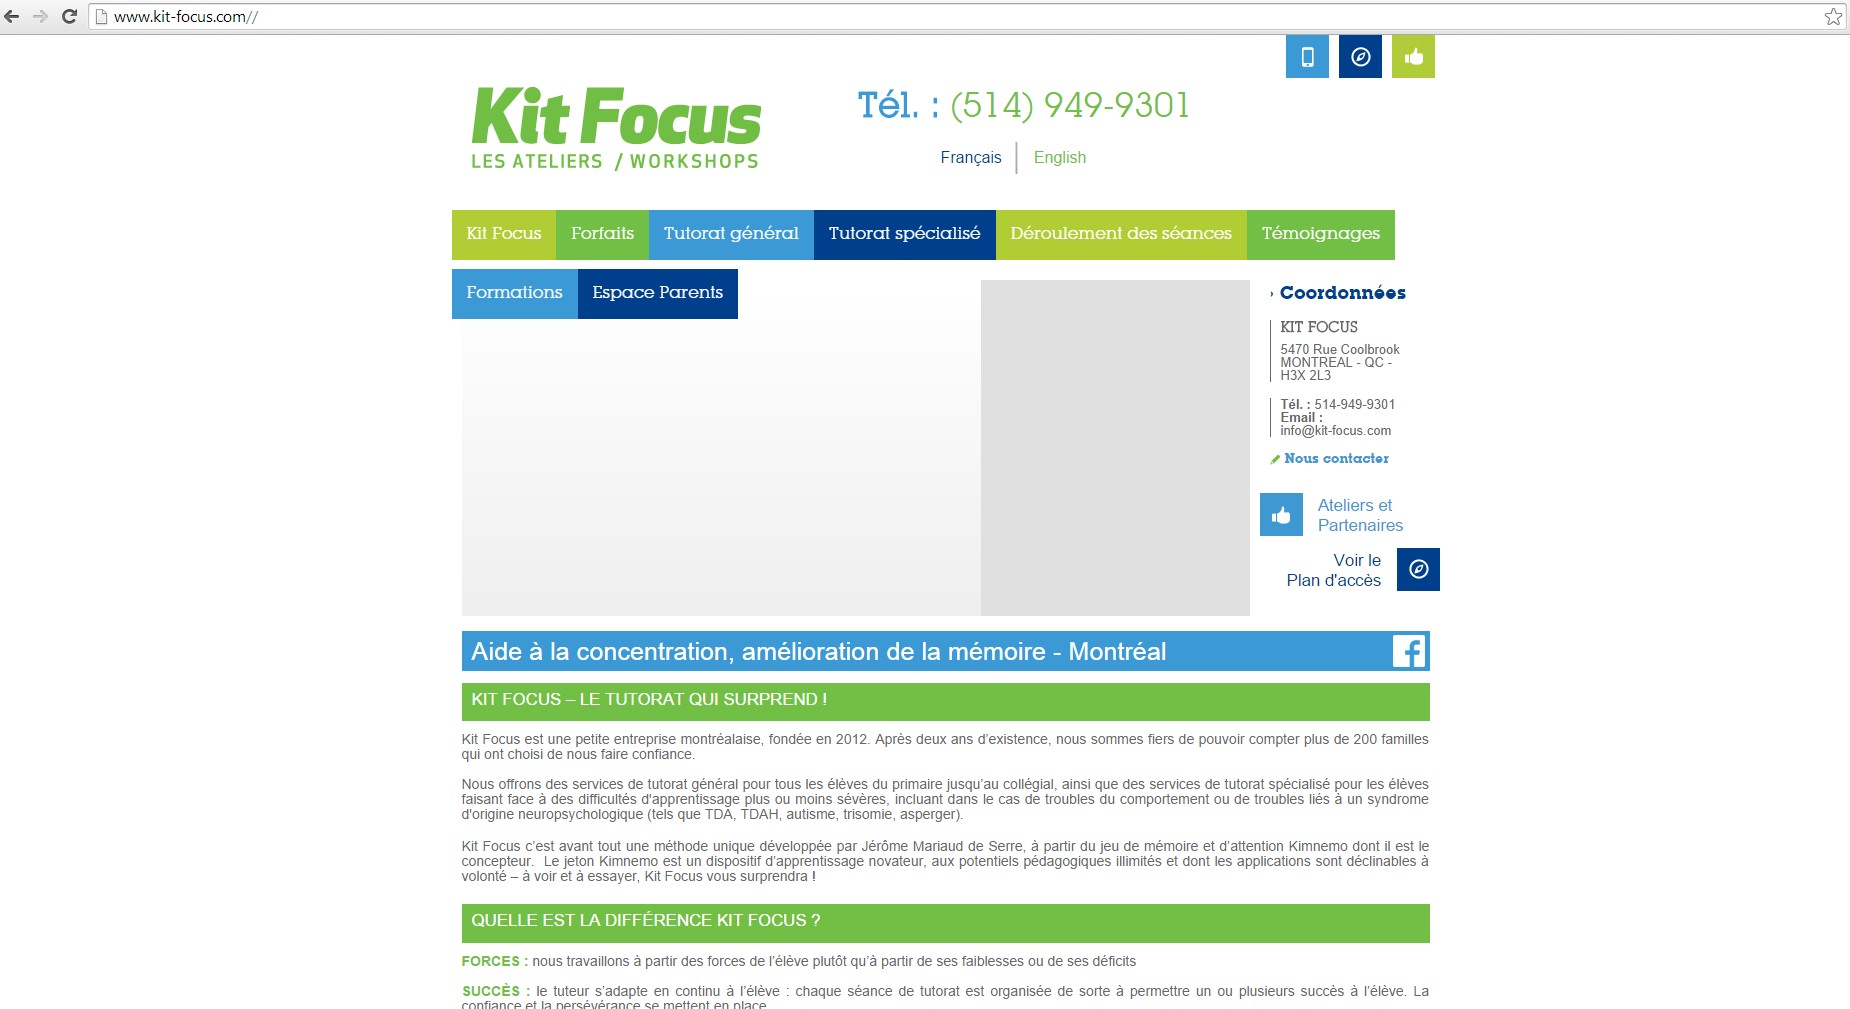 www.kit-focus.com//
Kit Focus
LES ATELIERS / WORKSHOPS
Tél. : (514) 949-9301
Français
English
Kit Focus
Forfaits
Tutorat général
Tutorat spécialisé
Déroulement des séances
Témoignages
Formations
Espace Parents
Coordonnées
KIT FOCUS
5470 Rue Coolbrook
MONTREAL - QC -
H3X 2L3
Tél. : 514-949-9301
Email :
info@kit-focus.com
Nous contacter
Ateliers et
Partenaires
Voir le
Plan d'accès
Aide à la concentration, amélioration de la mémoire - Montréal
KIT FOCUS – LE TUTORAT QUI SURPREND !
Kit Focus est une petite entreprise montréalaise, fondée en 2012. Après deux ans d’existence, nous sommes fiers de pouvoir compter plus de 200 familles
qui ont choisi de nous faire confiance.
Nous offrons des services de tutorat général pour tous les élèves du primaire jusqu’au collégial, ainsi que des services de tutorat spécialisé pour les élèves
faisant face à des difficultés d'apprentissage plus ou moins sévères, incluant dans le cas de troubles du comportement ou de troubles liés à un syndrome
d'origine neuropsychologique (tels que TDA, TDAH, autisme, trisomie, asperger).
Kit Focus c’est avant tout une méthode unique développée par Jérôme Mariaud de Serre, à partir du jeu de mémoire et d’attention Kimnemo dont il est le
concepteur. Le jeton Kimnemo est un dispositif d’apprentissage novateur, aux potentiels pédagogiques illimités et dont les applications sont déclinables à
volonté – à voir et à essayer, Kit Focus vous surprendra !
QUELLE EST LA DIFFÉRENCE KIT FOCUS ?
FORCES : nous travaillons à partir des forces de l’élève plutôt qu’à partir de ses faiblesses ou de ses déficits
SUCCÈS : le tuteur s’adapte en continu à l’élève : chaque séance de tutorat est organisée de sorte à permettre un ou plusieurs succès à l’élève. La
confiance et la persévérance se mettent en place